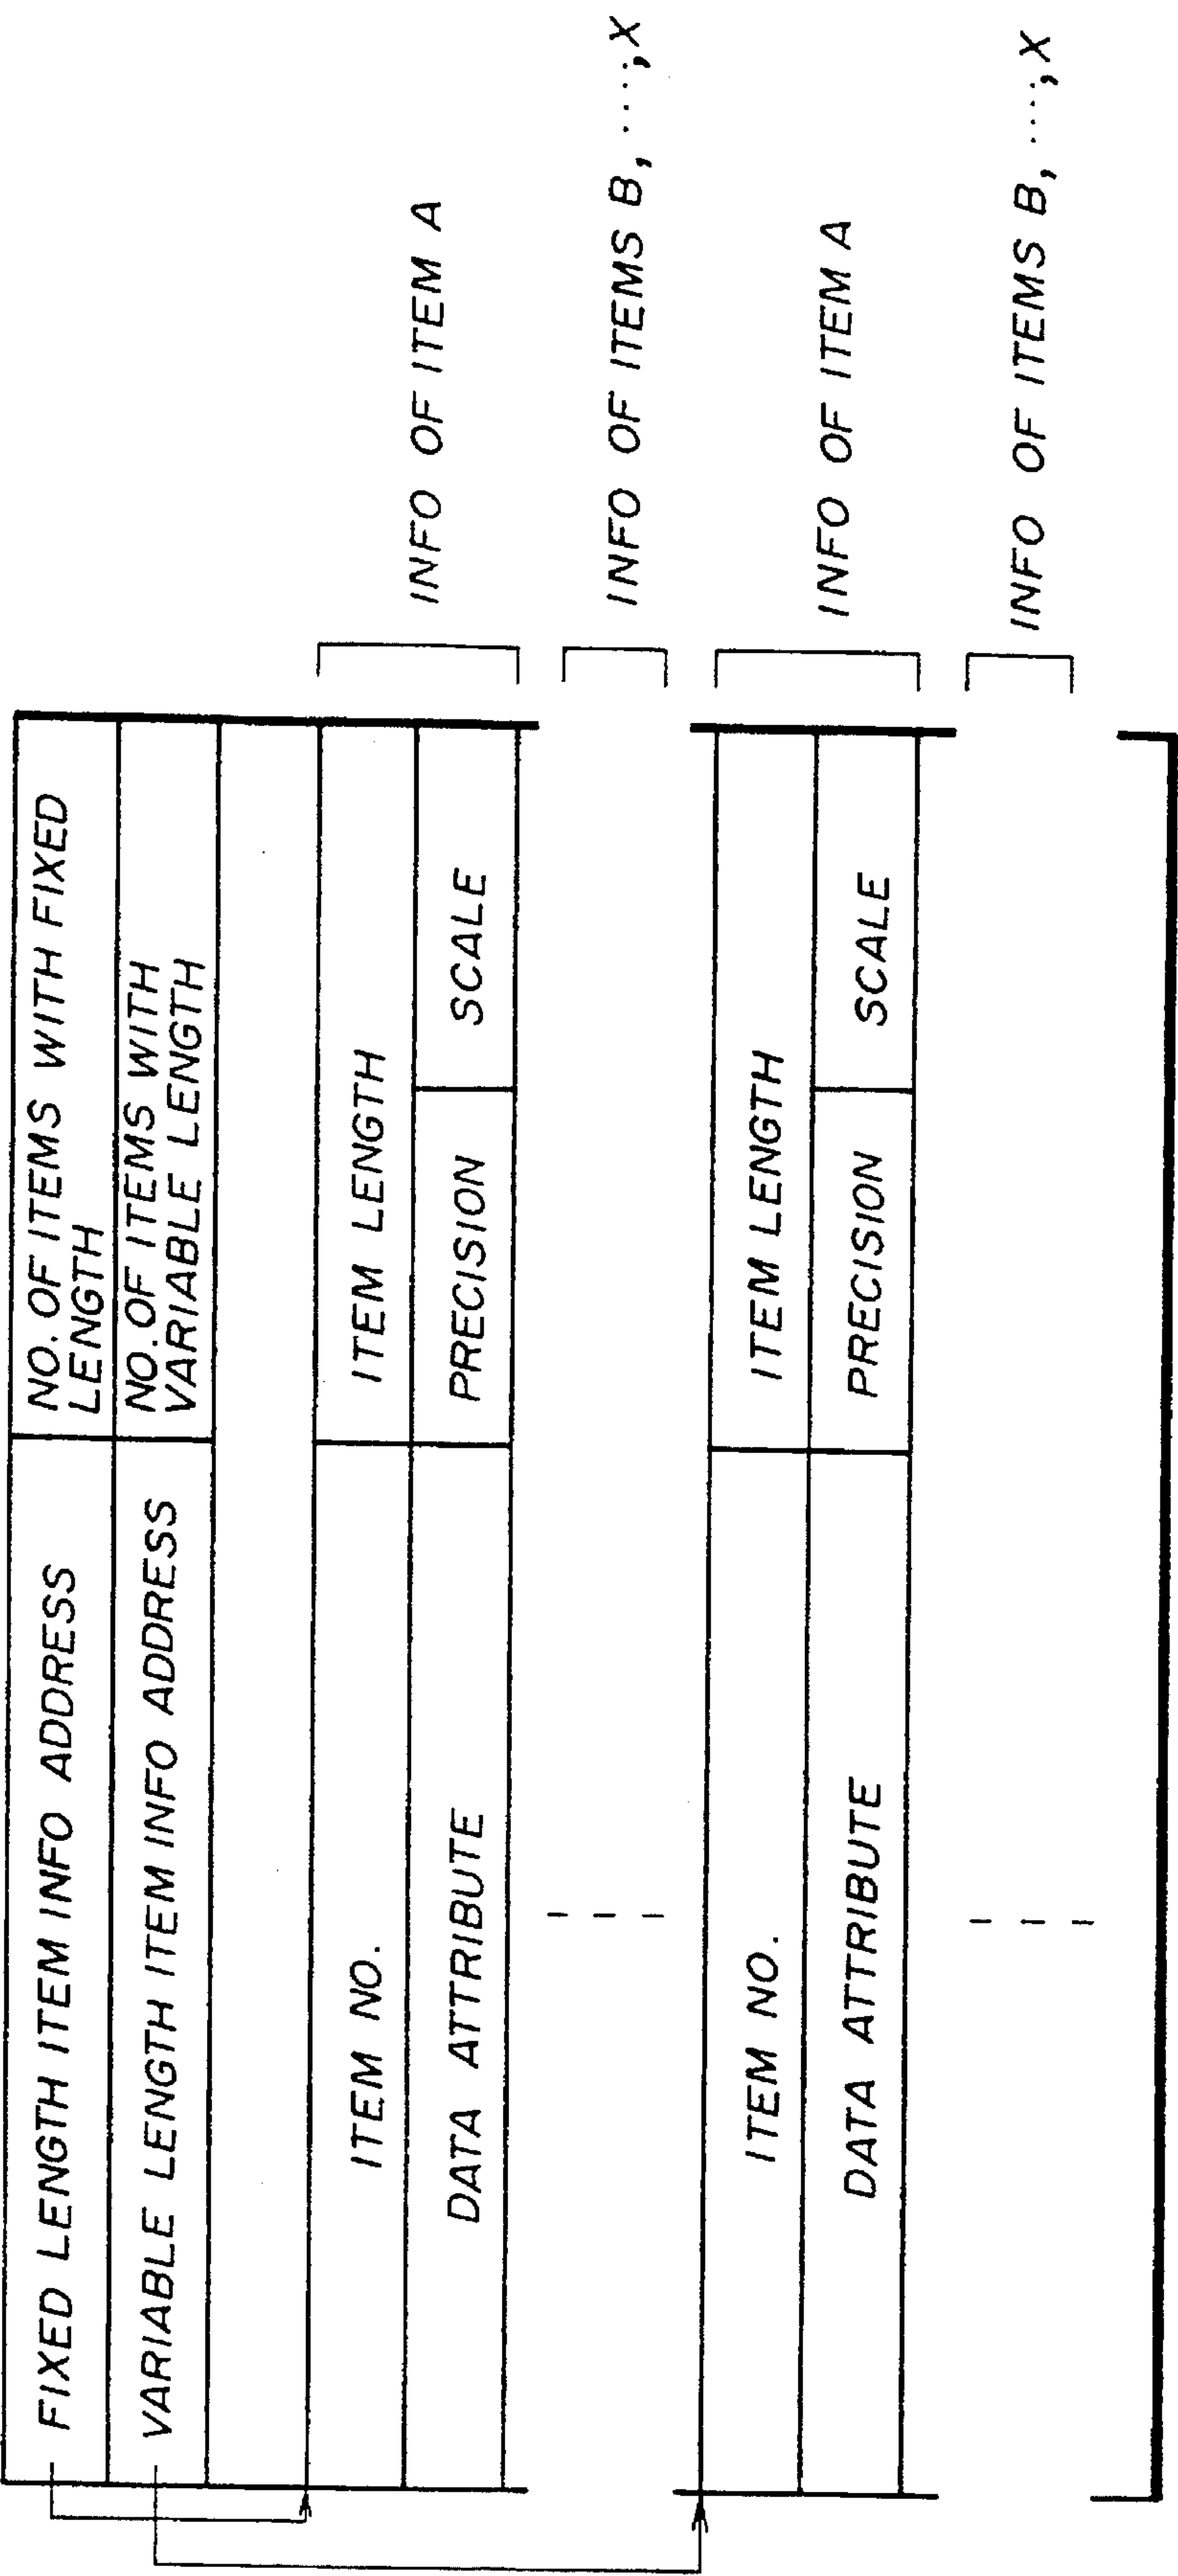 FIXED LENGTH ITEM INFO ADDRESS
NO. OF ITEMS WITH FIXED
LENGTH
VARIABLE LENGTH ITEM INFO ADDRESS
NO. OF ITEMS WITH
VARIABLE LENGTH
ITEM NO.
ITEM LENGTH
DATA ATTRIBUTE
PRECISION
SCALE
INFO OF ITEM A
INFO OF ITEMS B, ····, X
ITEM NO.
ITEM LENGTH
DATA ATTRIBUTE
PRECISION
SCALE
INFO OF ITEM A
INFO OF ITEMS B, ····, X